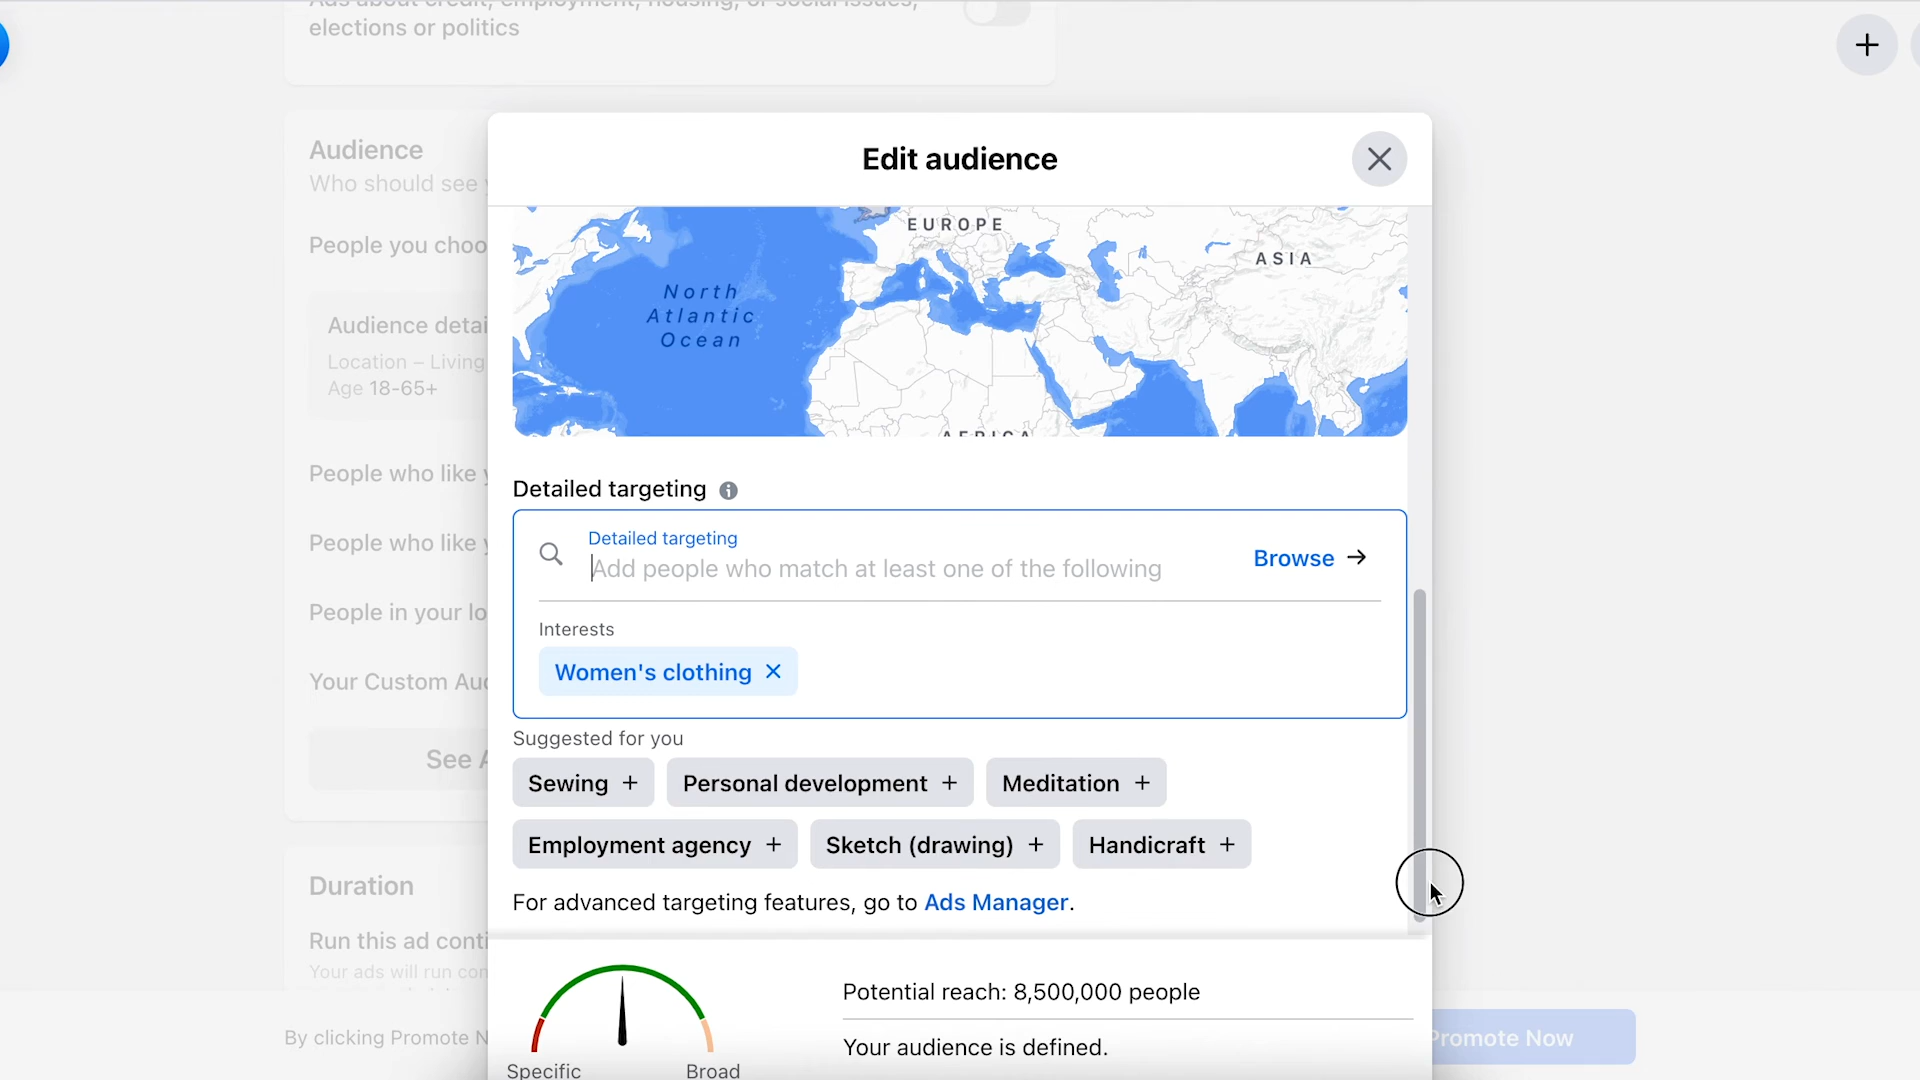 elections or politics
Edit audience
Audience
Who should see
People you choo
Audience detai
Location – Living
Age 18-65+
People who like
People who like
People in your lo
Your Custom Au
See A
Duration
Run this ad conti
Your ads will run con
By clicking Promote N
EUROPE
ASIA
North
Atlantic
Ocean
AFRICA
Detailed targeting
Detailed targeting
Add people who match at least one of the following
Browse →
Interests
Women's clothing ×
Suggested for you
Sewing + Personal development + Meditation +
Employment agency + Sketch (drawing) + Handicraft +
For advanced targeting features, go to Ads Manager.
Potential reach: 8,500,000 people
Your audience is defined.
Specific Broad
Promote Now